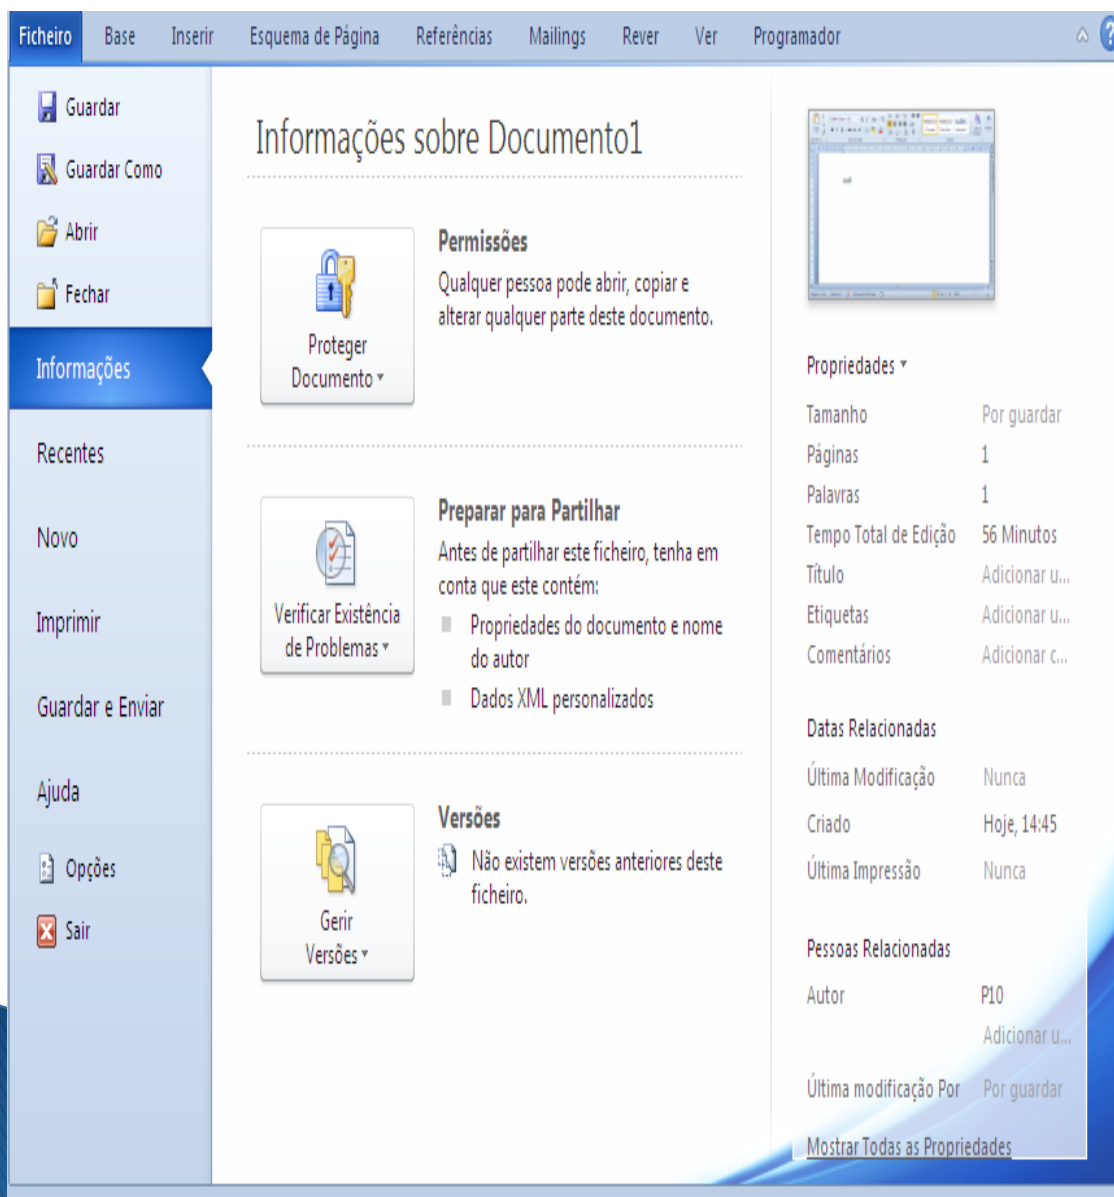 Ficheiro Base Inserir Esquema de Página Referências Mailings Rever Ver Programador
Guardar
Guardar Como
Abrir
Fechar
Informações
Recentes
Novo
Imprimir
Guardar e Enviar
Ajuda
Opções
Sair
Informações sobre Documento1
Proteger
Documento
Permissões
Qualquer pessoa pode abrir, copiar e
alterar qualquer parte deste documento.
Verificar Existência
de Problemas
Preparar para Partilhar
Antes de partilhar este ficheiro, tenha em
conta que este contém:
Propriedades do documento e nome
do autor
Dados XML personalizados
Gerir
Versões
Versões
Não existem versões anteriores deste
ficheiro.
Propriedades
Tamanho Por guardar
Páginas 1
Palavras 1
Tempo Total de Edição 56 Minutos
Título Adicionar u...
Etiquetas Adicionar u...
Comentários Adicionar c...
Datas Relacionadas
Última Modificação Nunca
Criado Hoje, 14:45
Última Impressão Nunca
Pessoas Relacionadas
Autor P10
Adicionar u...
Última modificação Por Por guardar
Mostrar Todas as Propriedades